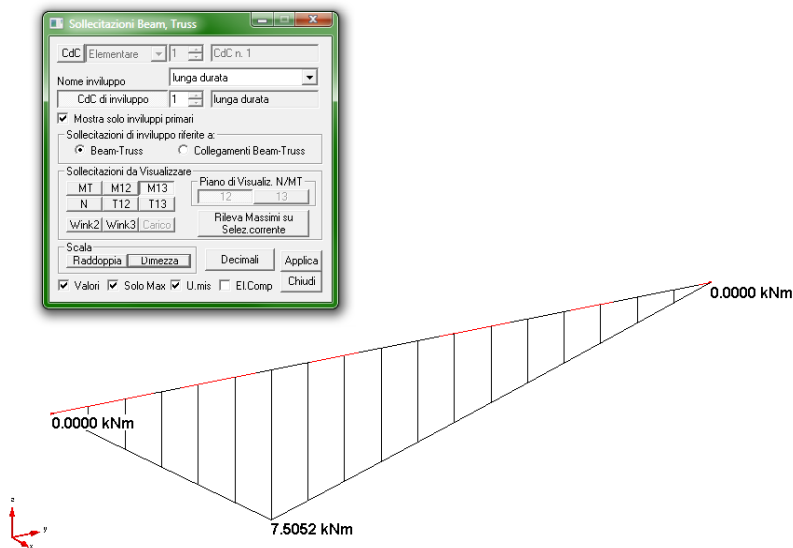 Sollecitazioni Beam, Truss
CdC Elementare 1 CdC n. 1
Nome inviluppo lunga durata
CdC di inviluppo 1 lunga durata
Mostra solo inviluppi primari
Sollecitazioni di inviluppo riferite a:
Beam-Truss Collegamenti Beam-Truss
Sollecitazioni da Visualizzare
MT M12 M13
N T12 T13
Wink2 Wink3 Carico
Piano di Visualiz. N/MT
12 13
Rileva Massimi su
Selez.corrente
Scala
Raddoppia Dimezza
Decimali
Applica
Valori Solo Max U.mis El.Comp
Chiudi
0.0000 kNm
0.0000 kNm
7.5052 kNm
z
y
x